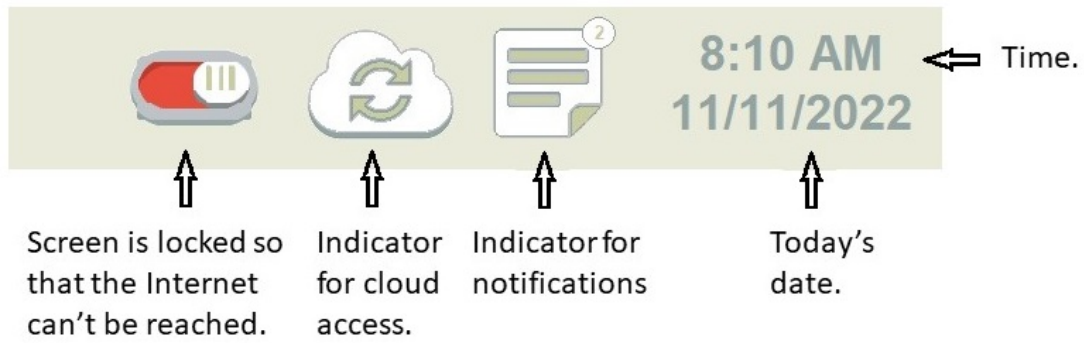 2
8:10 AM
11/11/2022
Time.
Screen is locked so
that the Internet
can't be reached.
Indicator
for cloud
access.
Indicator for
notifications
Today's
date.